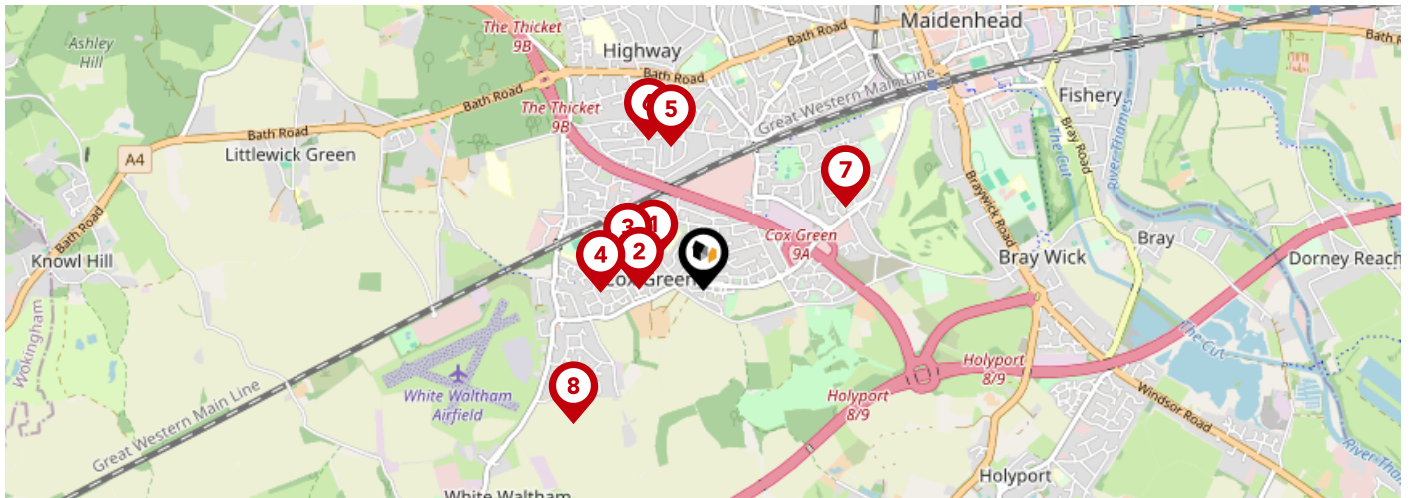 The Thicket
9B
Maidenhead
Ashley
Hill
Highway
Bath Road
Bath R
Bath Road
Great Western Main Line
Bath Road
The Thicket
9B
5
Fishery
Bath Road
A4
Littlewick Green
The Cut
Bray Road
River Thames
7
Braywick Road
Bath Road
3
1
4
2
Cox Green
9A
Bray
Knowl Hill
Cox Green
Bray Wick
Dorney Reach
Wokingham
The Cut
White Waltham
Airfield
8
Holyport
8/9
Holyport
8/9
Windsor Road
Great Western Main Line
River Tha
Holyport
White Waltham